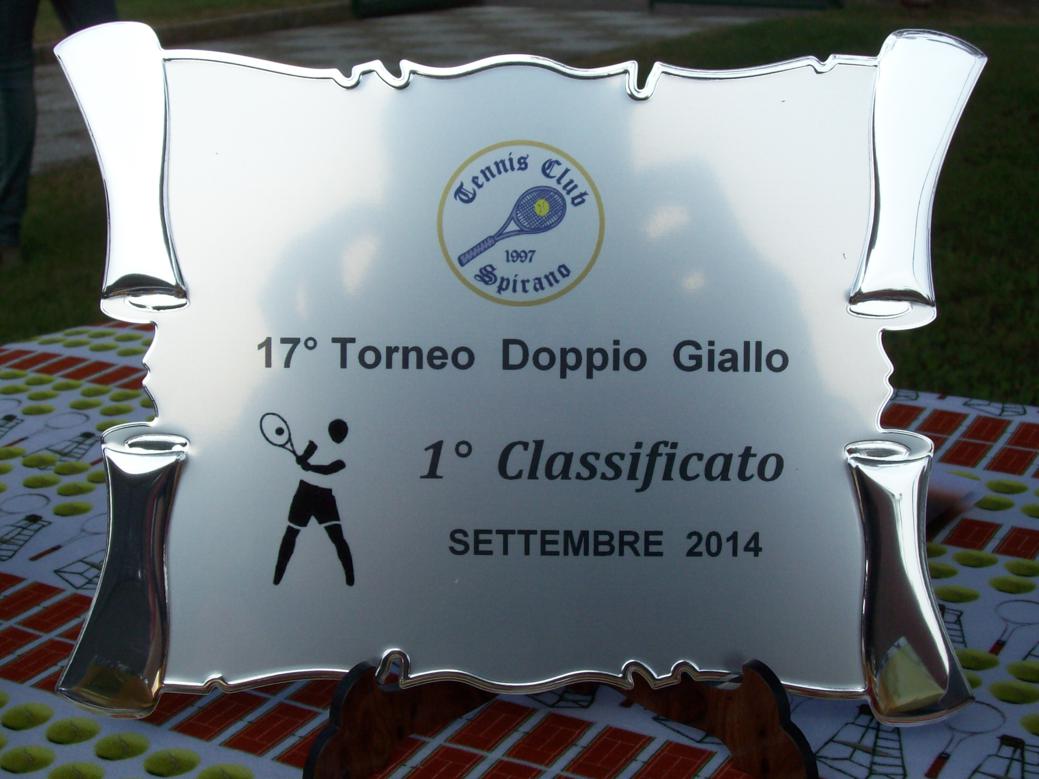 Tennis Club
1997
Spirano
17° Torneo Doppio Giallo
1° Classificato
SETTEMBRE 2014